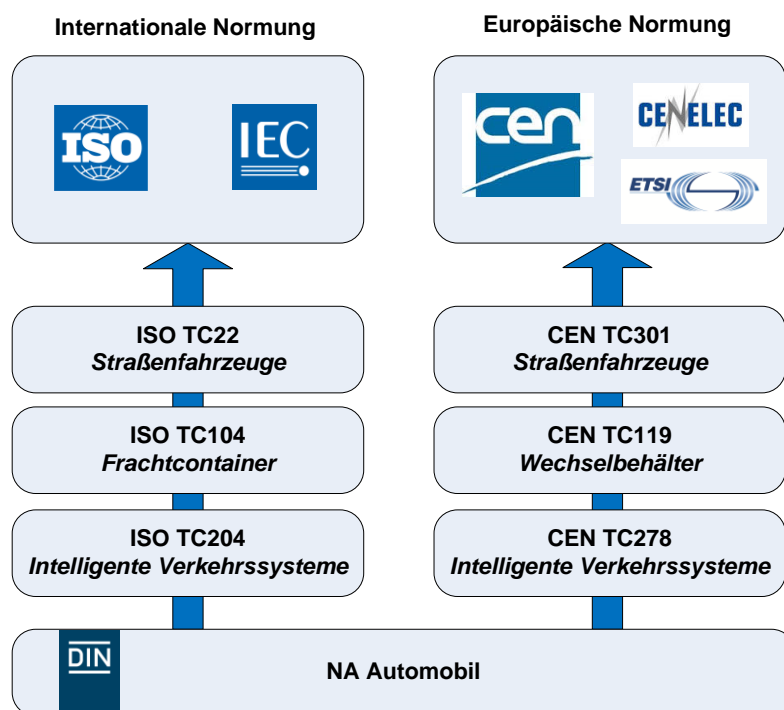 Internationale Normung
Europäische Normung
ISO
IEC
cen
CENELEC
ETSI
ISO TC22
Straßenfahrzeuge
CEN TC301
Straßenfahrzeuge
ISO TC104
Frachtcontainer
CEN TC119
Wechselbehälter
ISO TC204
Intelligente Verkehrssysteme
CEN TC278
Intelligente Verkehrssysteme
DIN
NA Automobil